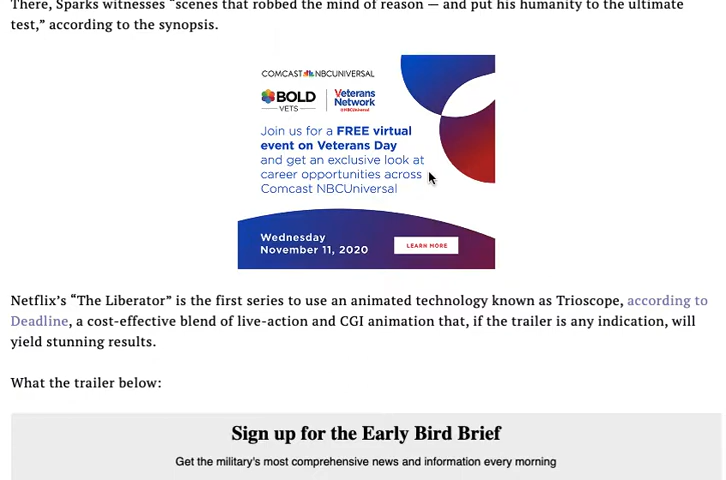 There, Sparks witnesses “scenes that robbed the mind of reason — and put his humanity to the ultimate
test,” according to the synopsis.
COMCAST NBCUNIVERSAL
BOLD
VETS
Veterans
Network
@NBCUniversal
Join us for a FREE virtual
event on Veterans Day
and get an exclusive look at
career opportunities across
Comcast NBCUniversal
Wednesday
November 11, 2020
LEARN MORE
Netflix’s “The Liberator” is the first series to use an animated technology known as Trioscope, according to
Deadline, a cost-effective blend of live-action and CGI animation that, if the trailer is any indication, will
yield stunning results.
What the trailer below:
Sign up for the Early Bird Brief
Get the military's most comprehensive news and information every morning